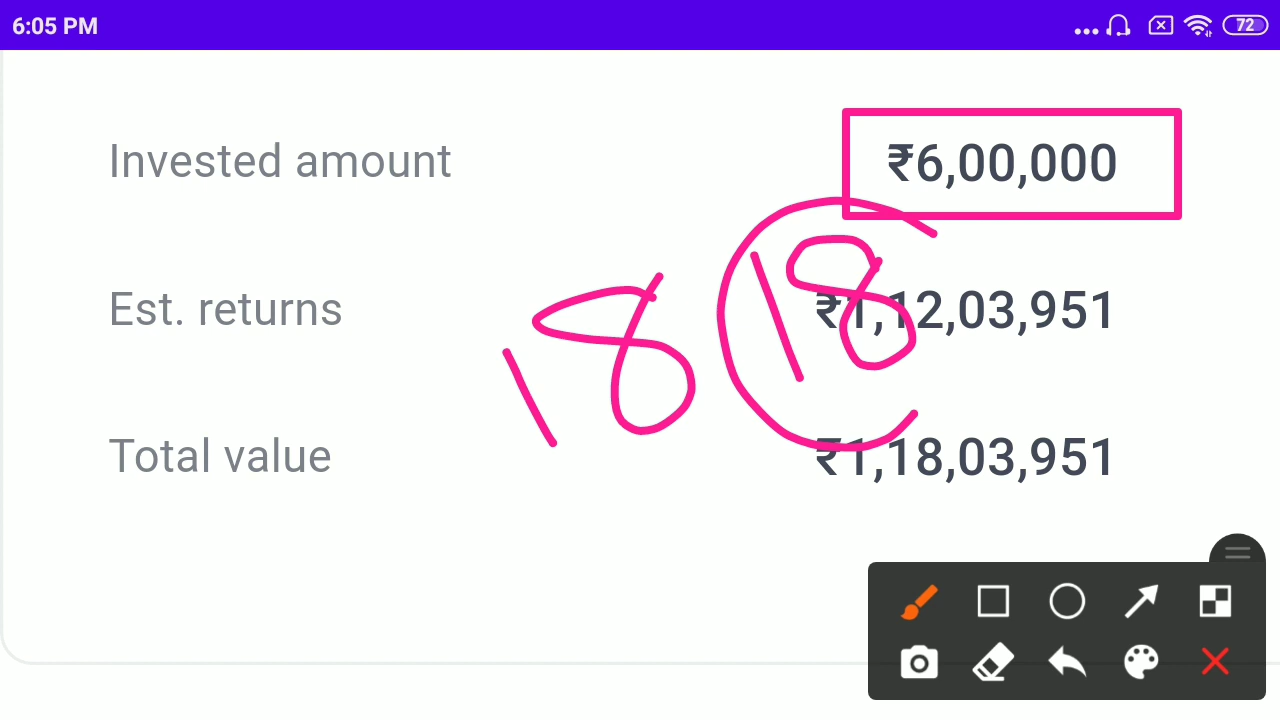 6:05 PM 72
Invested amount ₹6,00,000
18 18
Est. returns ₹1,12,03,951
Total value ₹1,18,03,951